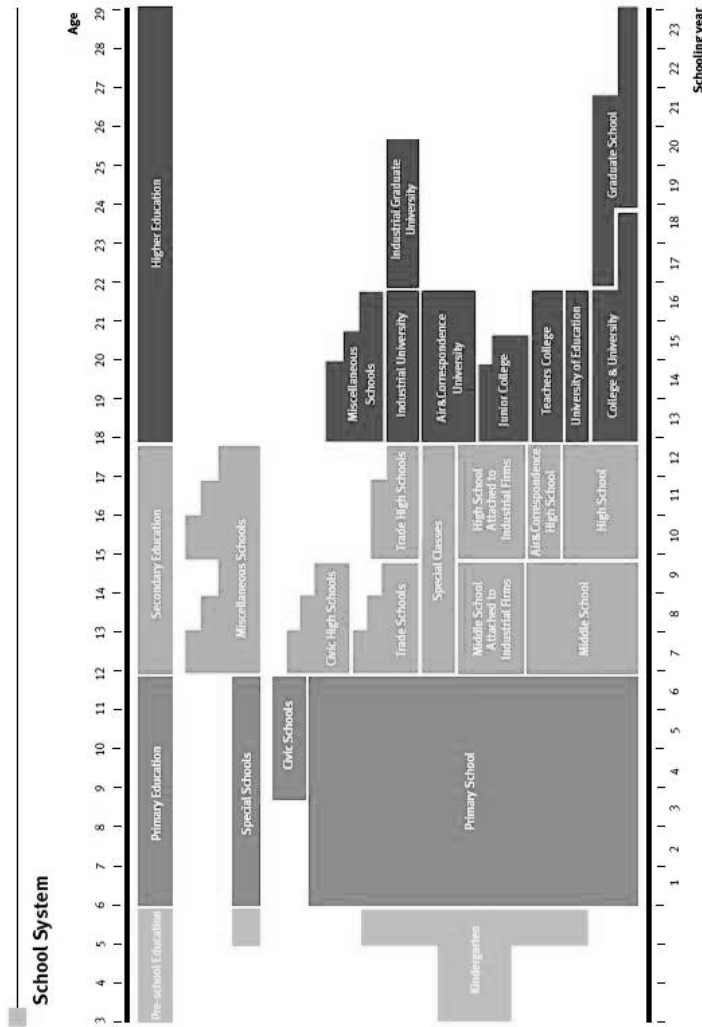 School System
Age
3 4 5 6 7 8 9 10 11 12 13 14 15 16 17 18 19 20 21 22 23 24 25 26 27 28 29
Pre-school Education
Primary Education
Secondary Education
Higher Education
Special Schools
Miscellaneous Schools
Civic Schools
Civic High Schools
Miscellaneous
Schools
Trade Schools
Trade High Schools
Industrial University
Industrial Graduate
University
Special Classes
Air&Correspondence
University
Kindergarten
Primary School
Middle School
Attached to
Industrial Firms
High School
Attached to
Industrial Firms
Junior College
Air&Correspondence
High School
Teachers College
University of Education
Middle School
High School
College & University
Graduate School
1 2 3 4 5 6 7 8 9 10 11 12 13 14 15 16 17 18 19 20 21 22 23
Schooling year